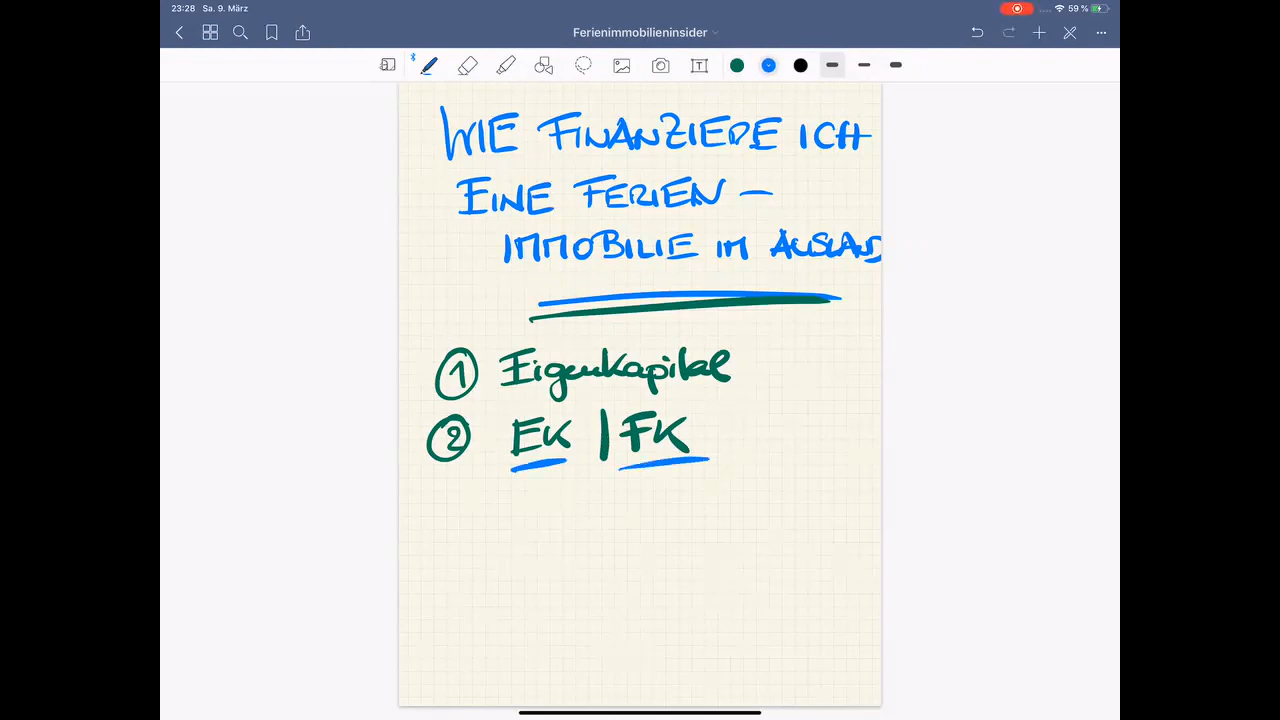 23:28 Sa. 9. März
59 %
Ferienimmobilieninsider
T
WIE FINANZIERE ICH
EINE FERIEN –
IMMOBILIE IM AUSLAND
1 Eigenkapital
2 EK | FK